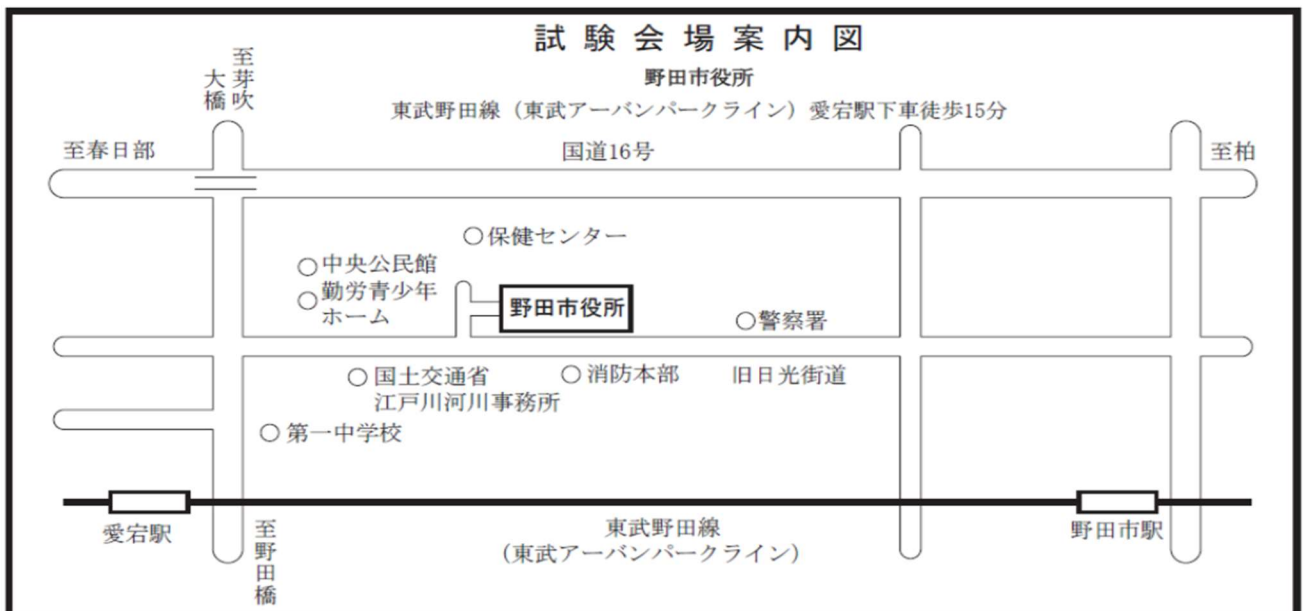 試験会場案内図
野田市役所
東武野田線（東武アーバンパークライン）愛宕駅下車徒歩15分
至芽吹
大橋
至春日部
国道16号
至柏
保健センター
中央公民館
勤労青少年
ホーム
野田市役所
警察署
国土交通省
江戸川河川事務所
消防本部
旧日光街道
第一中学校
愛宕駅
至野田橋
東武野田線
（東武アーバンパークライン）
野田市駅